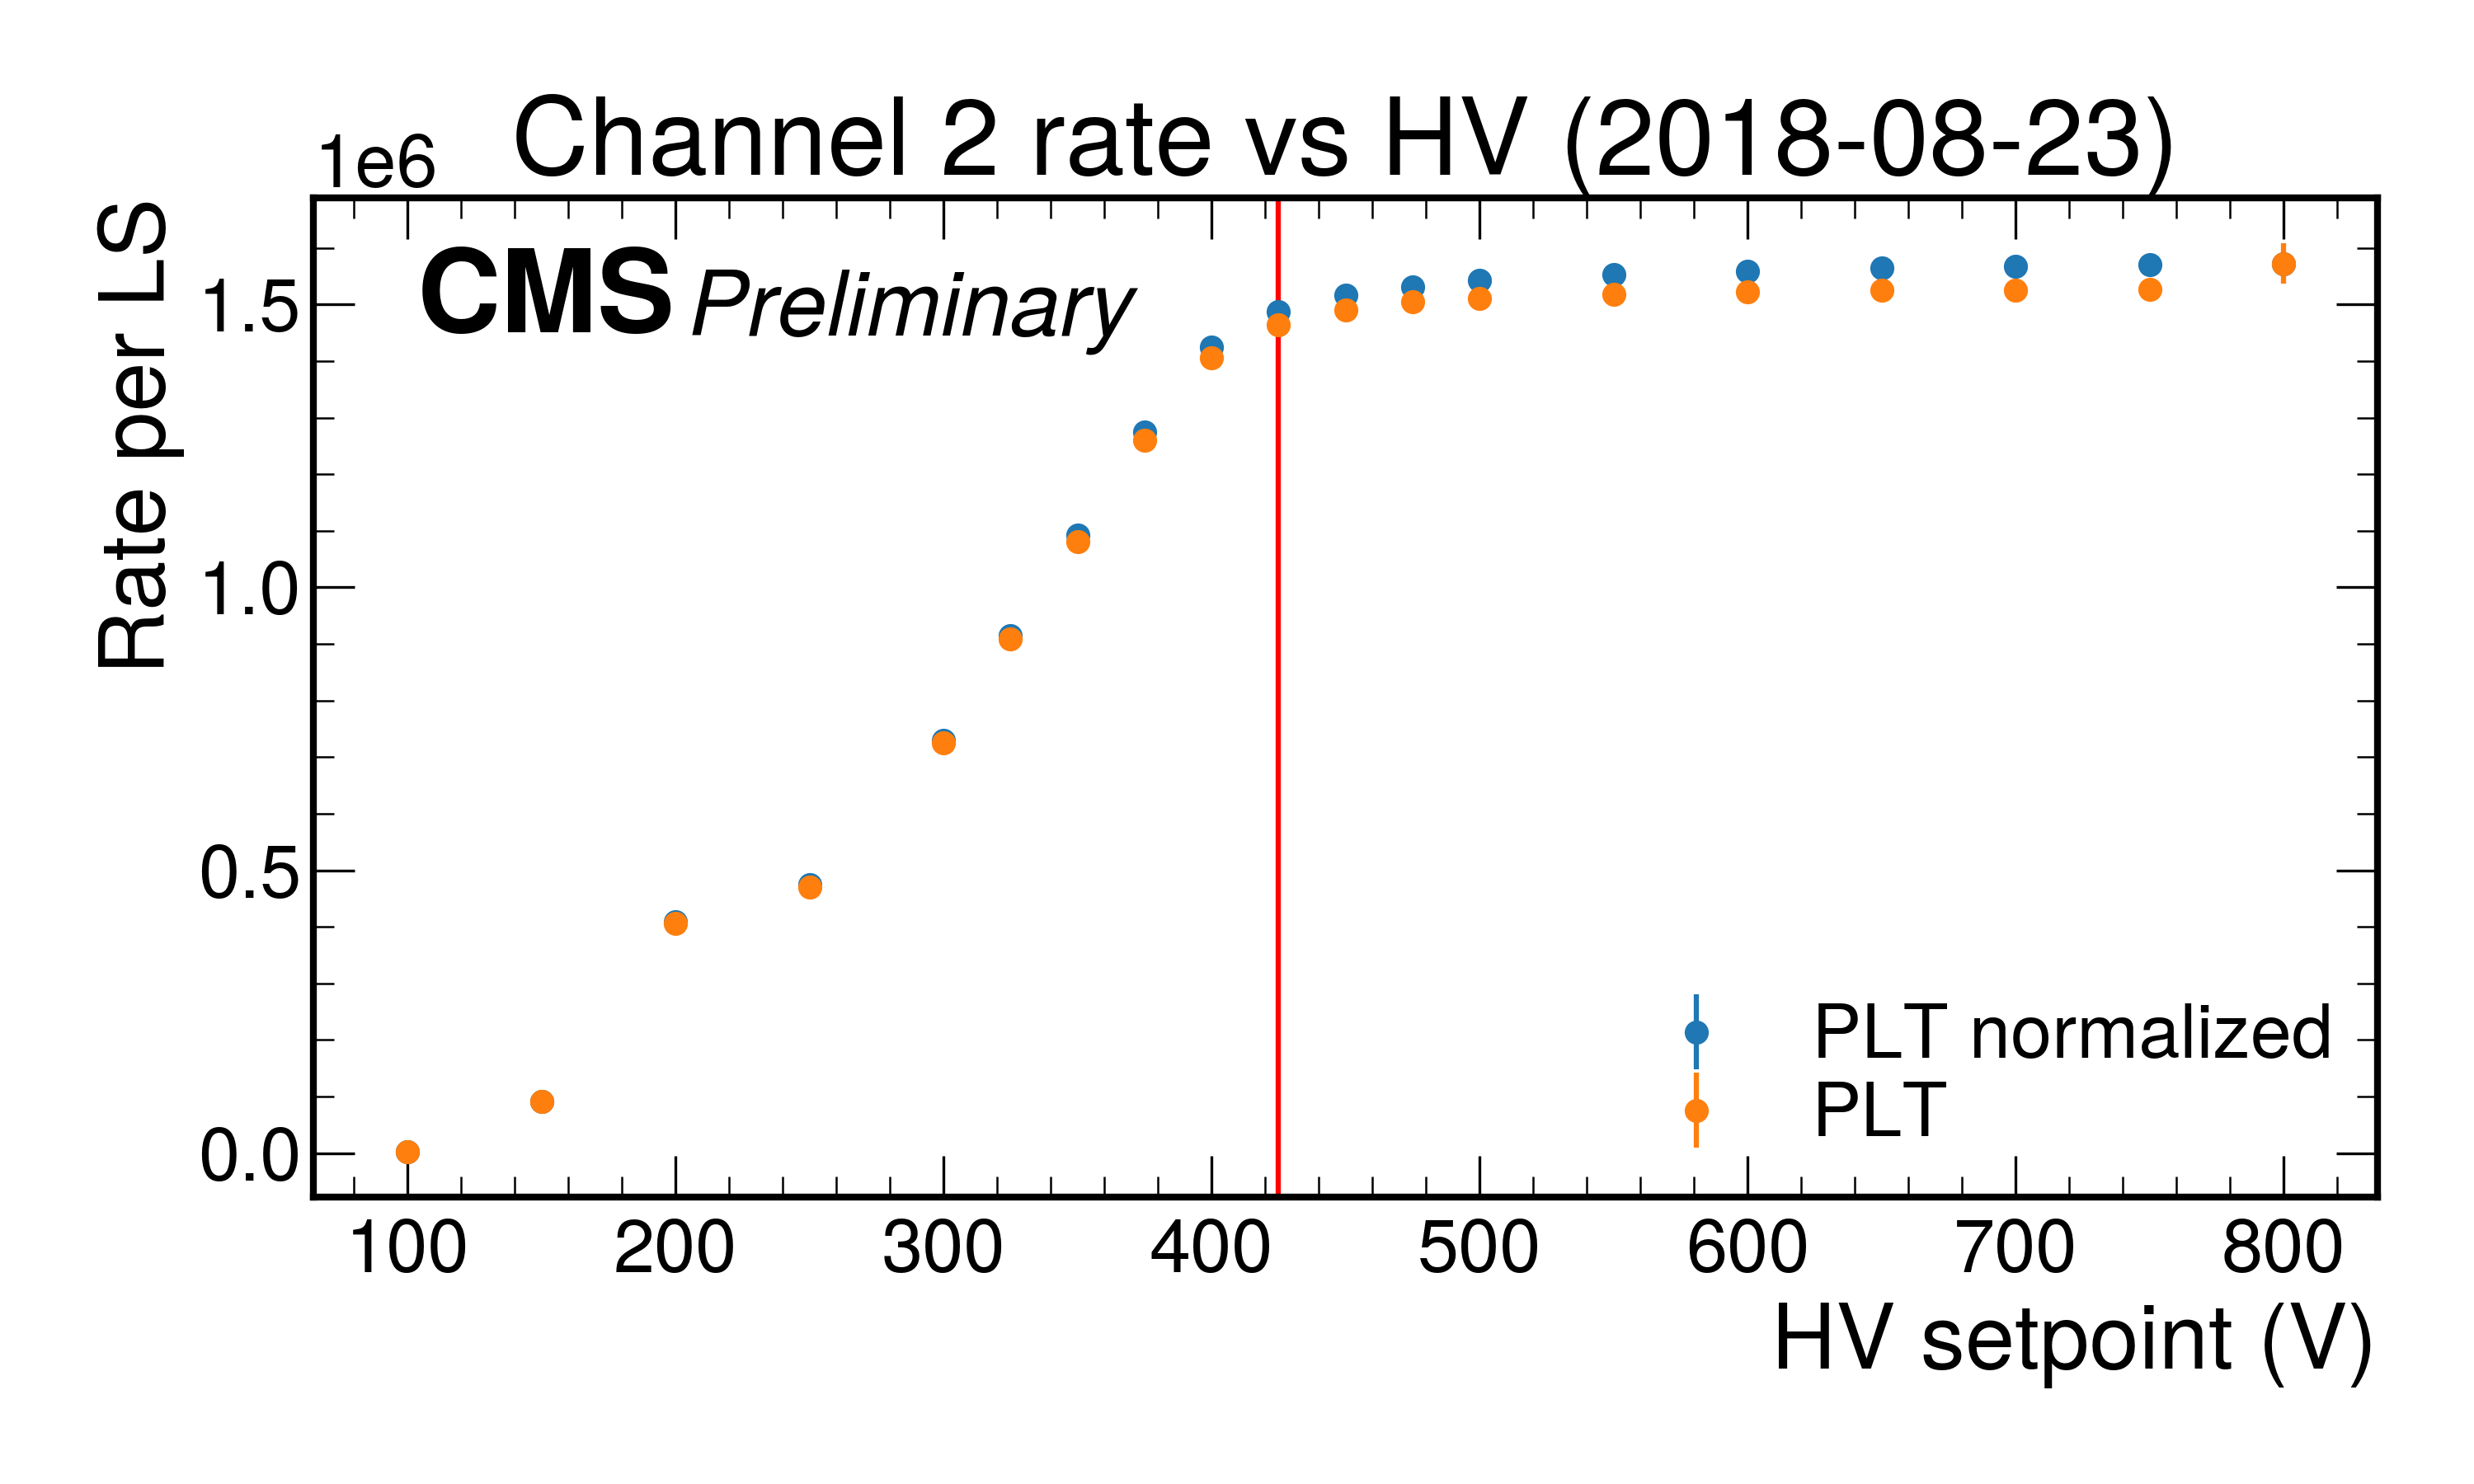 Channel 2 rate vs HV (2018-08-23)
1e6
Rate per LS
CMS Preliminary
1.5
1.0
0.5
0.0
PLT normalized
PLT
100 200 300 400 500 600 700 800
HV setpoint (V)